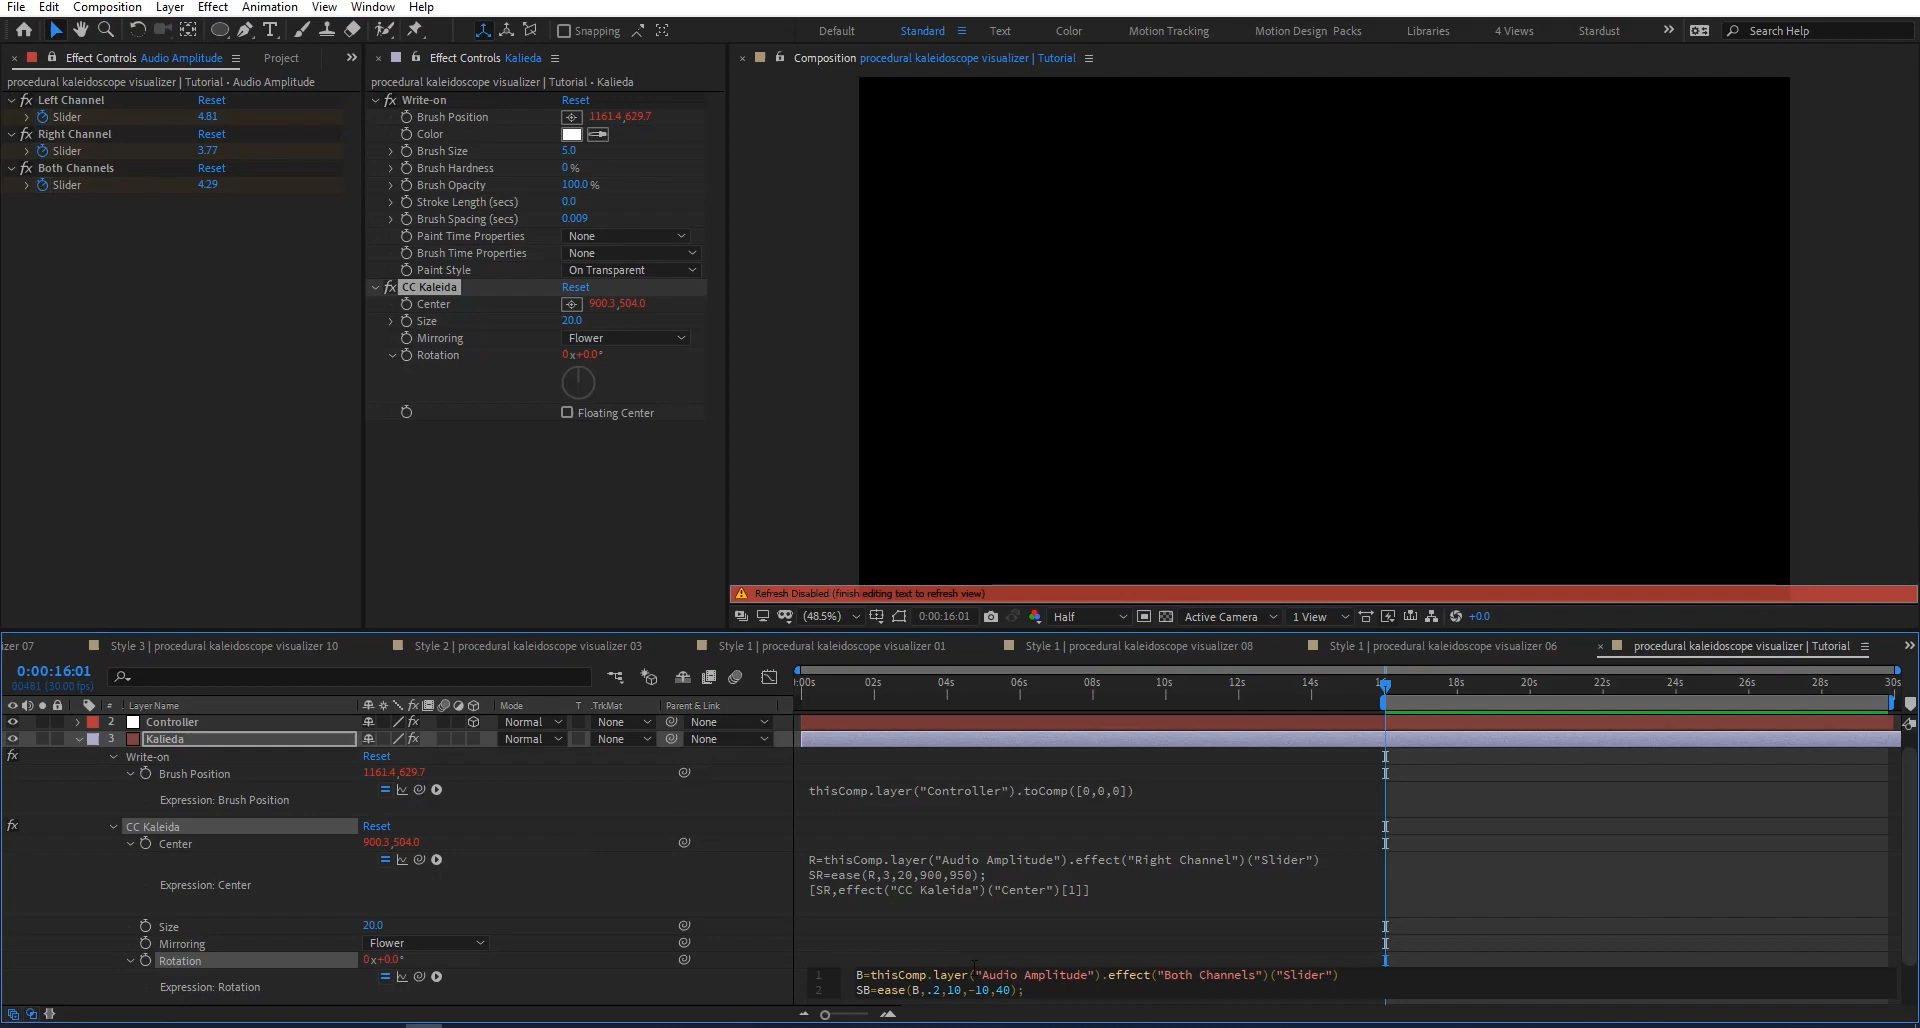 File Edit Composition Layer Effect Animation View Window Help
Snapping Default Standard Text Color Motion Tracking Motion Design Packs Libraries 4 Views Stardust Search Help
Effect Controls Audio Amplitude Project
procedural kaleidoscope visualizer | Tutorial • Audio Amplitude
fx Left Channel Reset
Slider 4.81
fx Right Channel Reset
Slider 3.77
fx Both Channels Reset
Slider 4.29
Effect Controls Kalieda
procedural kaleidoscope visualizer | Tutorial • Kalieda
fx Write-on Reset
Brush Position 1161.4,629.7
Color
Brush Size 5.0
Brush Hardness 0 %
Brush Opacity 100.0 %
Stroke Length (secs) 0.0
Brush Spacing (secs) 0.009
Paint Time Properties None
Brush Time Properties None
Paint Style On Transparent
fx CC Kaleida Reset
Center 900.3,504.0
Size 20.0
Mirroring Flower
Rotation 0x+0.0°
Floating Center
Composition procedural kaleidoscope visualizer | Tutorial
Refresh Disabled (finish editing text to refresh view)
(48.5%) 0:00:16:01 Half Active Camera 1 View +0.0
izer 07 Style 3 | procedural kaleidoscope visualizer 10 Style 2 | procedural kaleidoscope visualizer 03 Style 1 | procedural kaleidoscope visualizer 01 Style 1 | procedural kaleidoscope visualizer 08 Style 1 | procedural kaleidoscope visualizer 06 procedural kaleidoscope visualizer | Tutorial
0:00:16:01
00481 (30.00 fps)
:00s 02s 04s 06s 08s 10s 12s 14s 18s 20s 22s 24s 26s 28s 30s
# Layer Name fx Mode T .TrkMat Parent & Link
2 Controller fx Normal None None
3 Kalieda fx Normal None None
fx Write-on Reset
Brush Position 1161.4,629.7
Expression: Brush Position
thisComp.layer("Controller").toComp([0,0,0])
fx CC Kaleida Reset
Center 900.3,504.0
Expression: Center
R=thisComp.layer("Audio Amplitude").effect("Right Channel")("Slider")
SR=ease(R,3,20,900,950);
[SR,effect("CC Kaleida")("Center")[1]]
Size 20.0
Mirroring Flower
Rotation 0x+0.0°
Expression: Rotation
1 B=thisComp.layer("Audio Amplitude").effect("Both Channels")("Slider")
2 SB=ease(B,.2,10,-10,40);